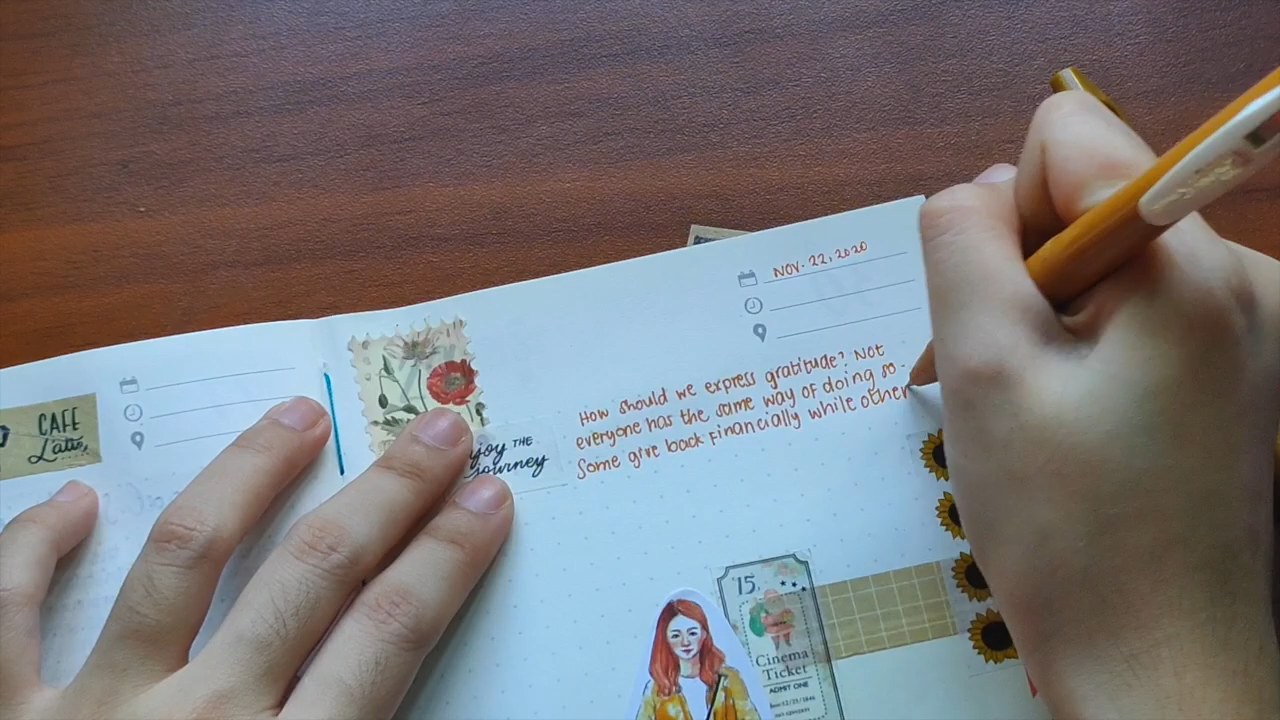 NOV. 22, 2020
CAFE
Latte
How should we express gratitude? Not
everyone has the same way of doing so.
Some give back financially while other
njoy THE
journey
15
Cinema
Ticket
ADMIT ONE